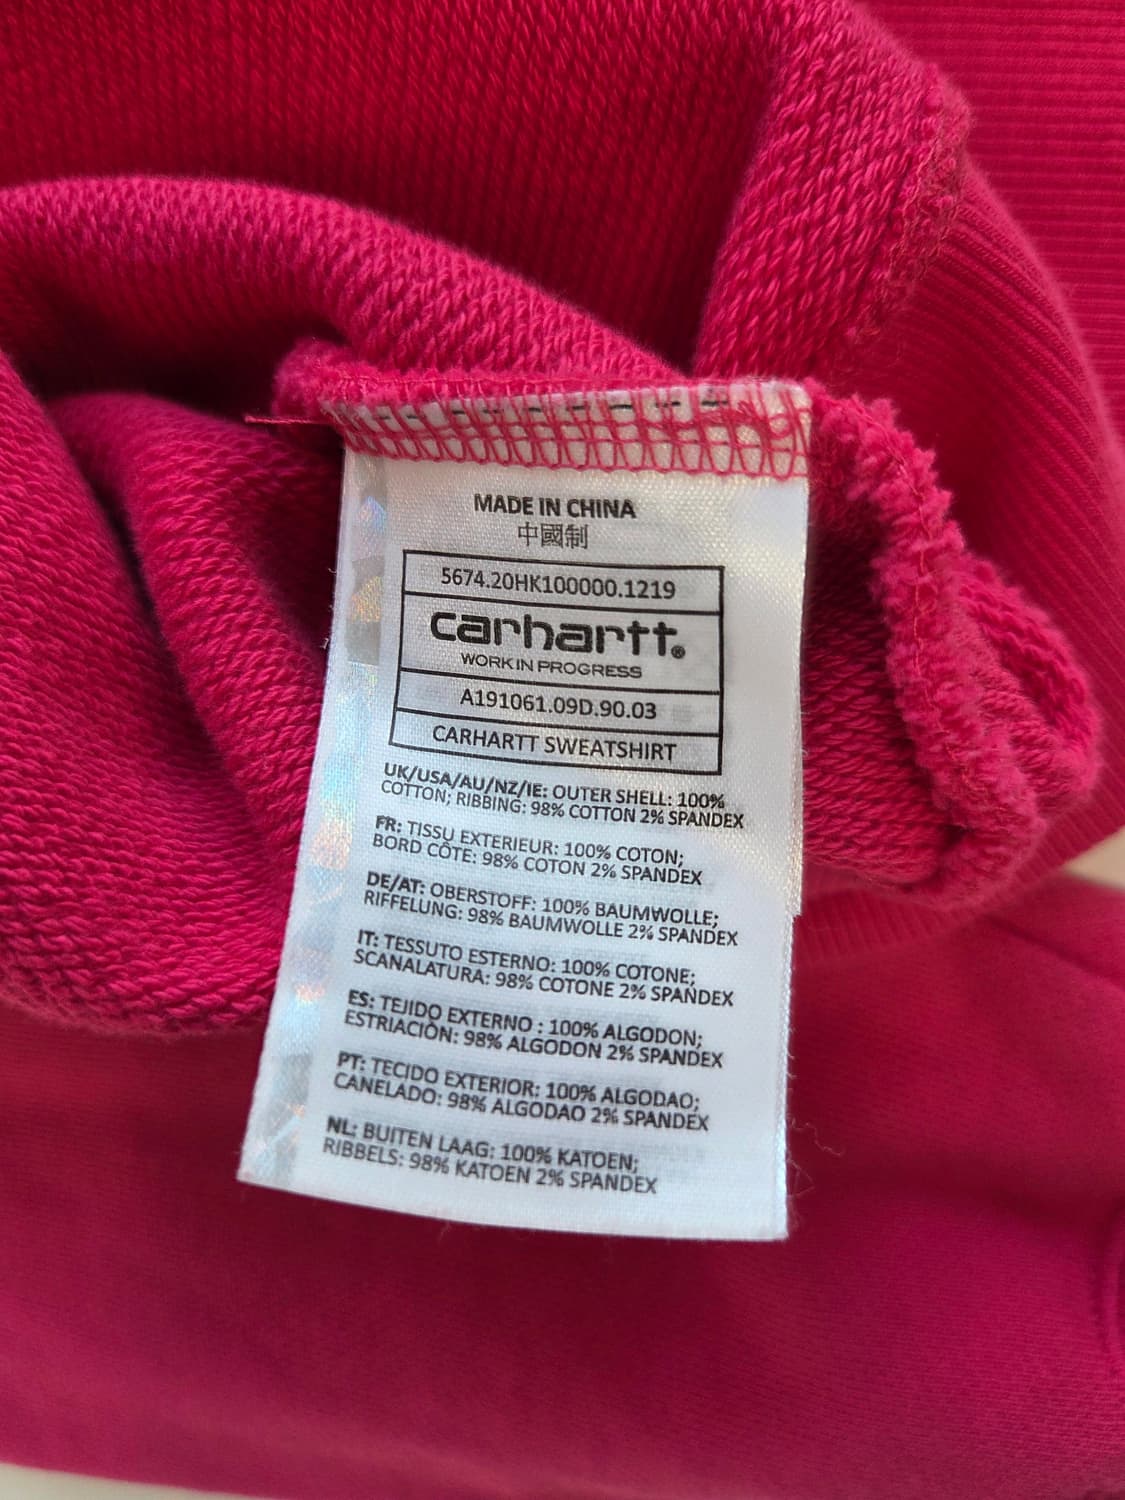 MADE IN CHINA
中國制
5674.20HK100000.1219
carhartt®
WORK IN PROGRESS
A191061.09D.90.03
CARHARTT SWEATSHIRT
UK/USA/AU/NZ/IE: OUTER SHELL: 100%
COTTON; RIBBING: 98% COTTON 2% SPANDEX
FR: TISSU EXTERIEUR: 100% COTON;
BORD CÔTE: 98% COTON 2% SPANDEX
DE/AT: OBERSTOFF: 100% BAUMWOLLE;
RIFFELUNG: 98% BAUMWOLLE 2% SPANDEX
IT: TESSUTO ESTERNO: 100% COTONE;
SCANALATURA: 98% COTONE 2% SPANDEX
ES: TEJIDO EXTERNO : 100% ALGODON;
ESTRIACIÓN: 98% ALGODON 2% SPANDEX
PT: TECIDO EXTERIOR: 100% ALGODAO;
CANELADO: 98% ALGODAO 2% SPANDEX
NL: BUITEN LAAG: 100% KATOEN;
RIBBELS: 98% KATOEN 2% SPANDEX